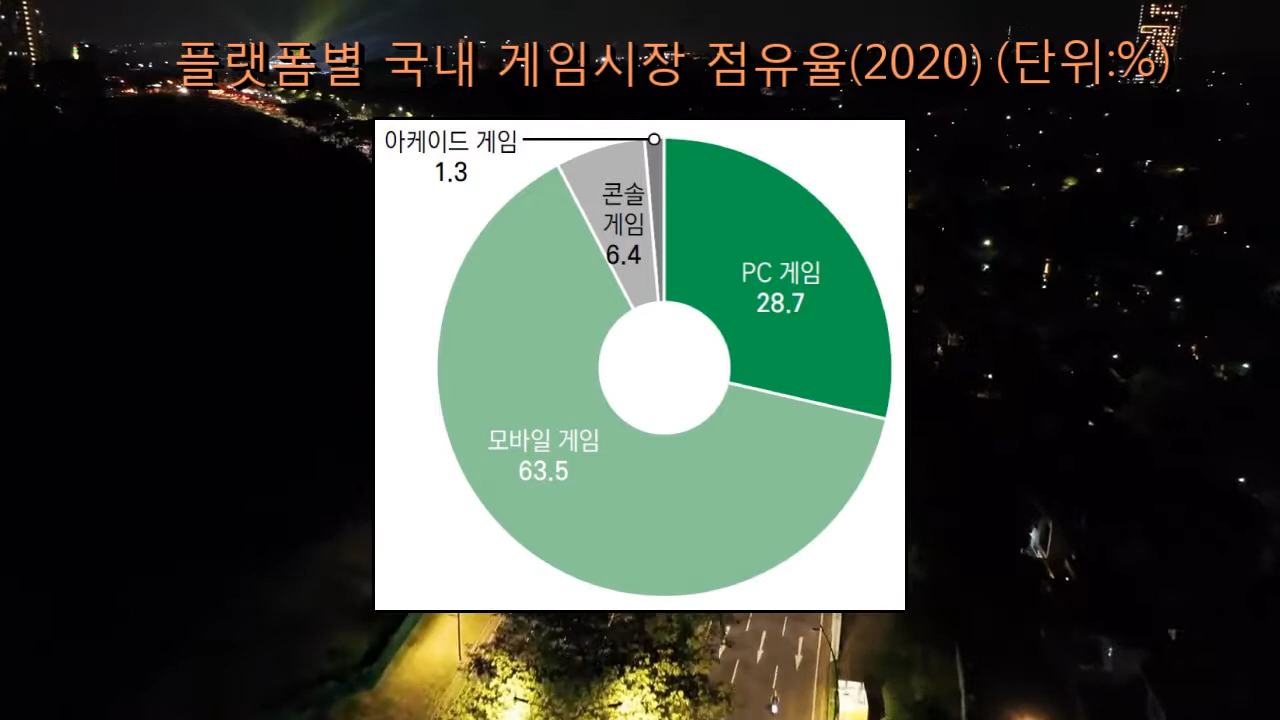 플랫폼별 국내 게임시장 점유율(2020) (단위:%)
아케이드 게임
1.3
콘솔
게임
6.4
PC 게임
28.7
모바일 게임
63.5